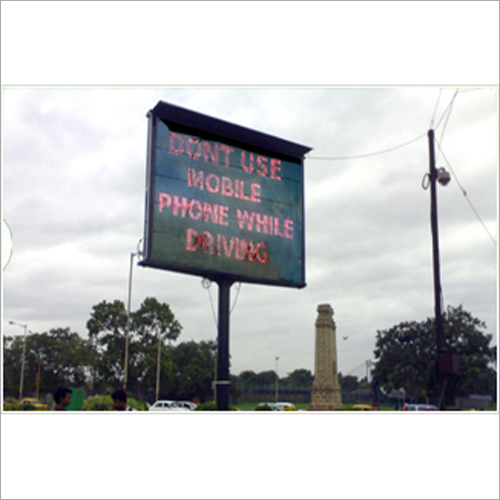 DONT USE
MOBILE
PHONE WHILE
DRIVING